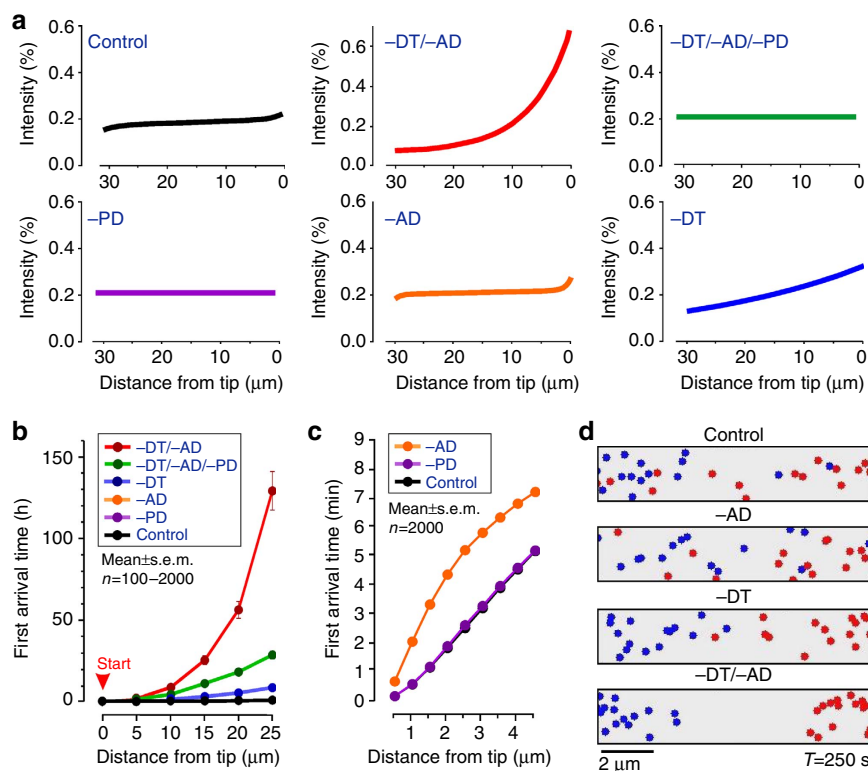 a
Control
–DT/–AD
–DT/–AD/–PD
Intensity (%)
0.6
0.4
0.2
0.0
30 20 10 0
Intensity (%)
0.6
0.4
0.2
0.0
30 20 10 0
Intensity (%)
0.6
0.4
0.2
0.0
30 20 10 0
–PD
–AD
–DT
Intensity (%)
0.6
0.4
0.2
0.0
30 20 10 0
Distance from tip (μm)
Intensity (%)
0.6
0.4
0.2
0.0
30 20 10 0
Distance from tip (μm)
Intensity (%)
0.6
0.4
0.2
0.0
30 20 10 0
Distance from tip (μm)
b
First arrival time (h)
150
100
50
0
–DT/–AD
–DT/–AD/–PD
–DT
–AD
–PD
Control
Mean±s.e.m.
n=100–2000
Start
0 5 10 15 20 25
Distance from tip (μm)
c
First arrival time (min)
9
8
7
6
5
4
3
2
1
0
–AD
–PD
Control
Mean±s.e.m.
n=2000
1 2 3 4
Distance from tip (μm)
d
Control
–AD
–DT
–DT/–AD
2 μm
T=250 s